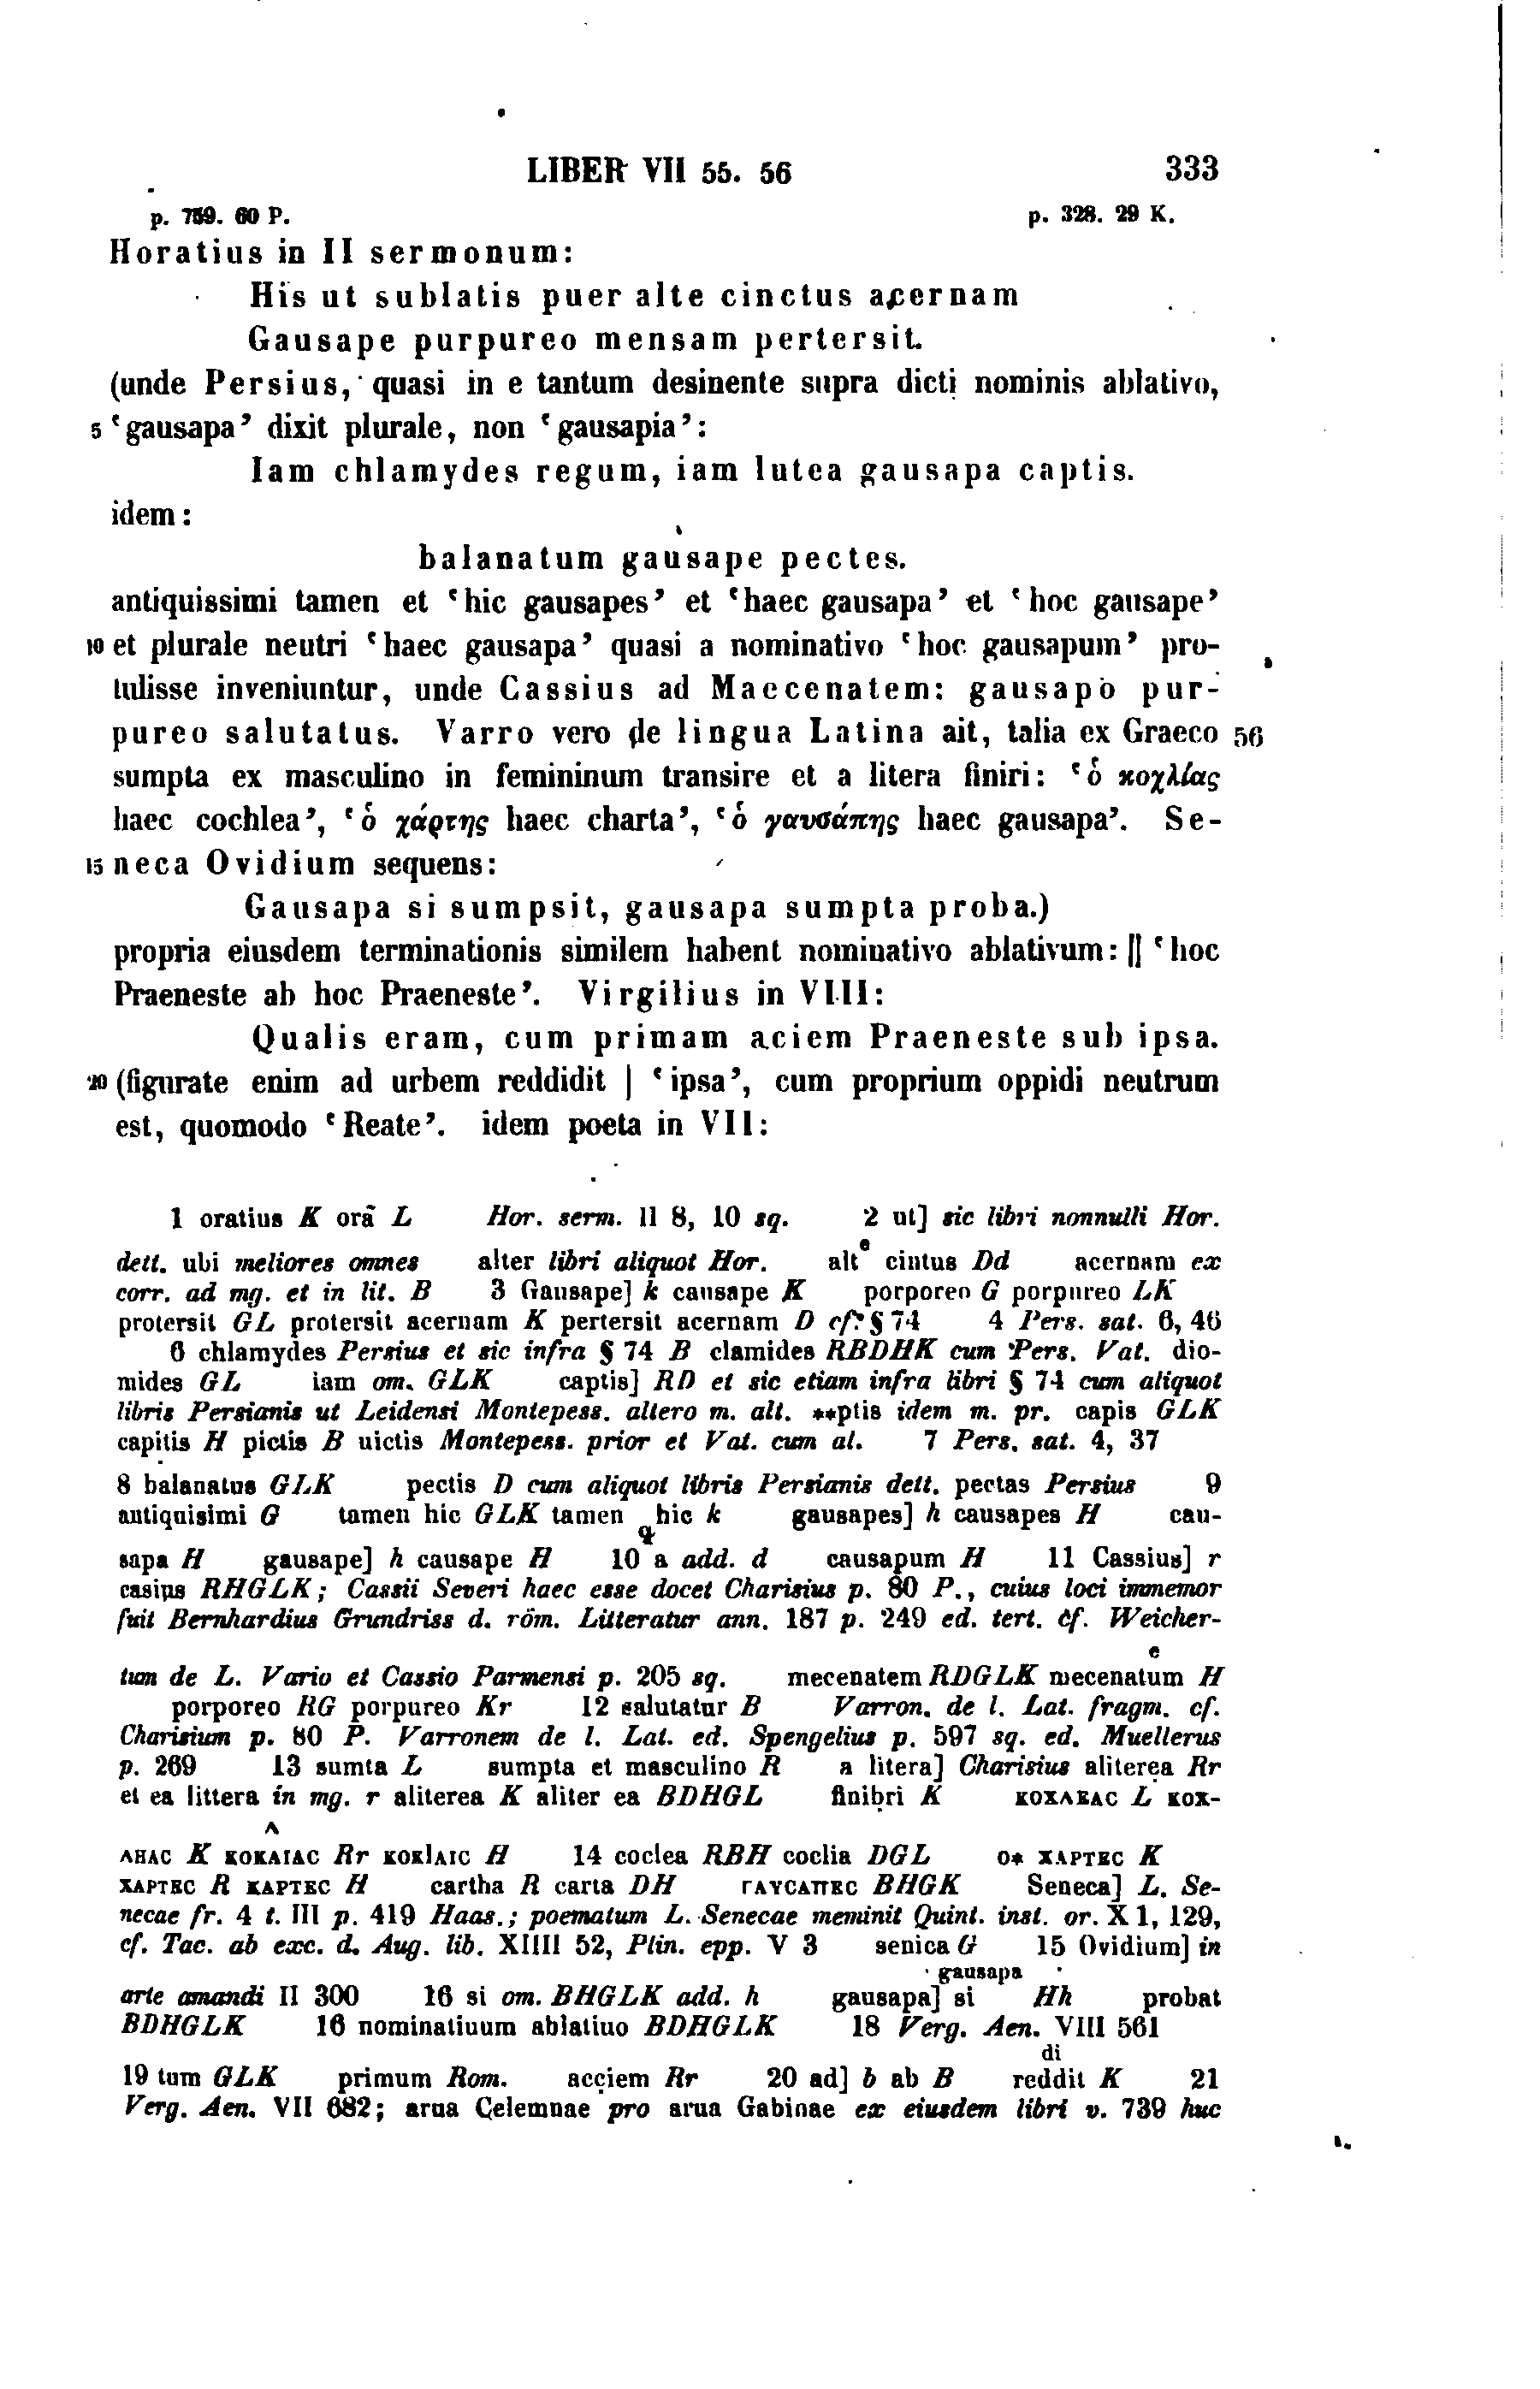 LIBER VII 55. 56 333
p. 759. 60 P. p. 328. 29 K.
Horatius in II sermonum:
His ut sublatis puer alte cinctus acernam
Gausape purpureo mensam pertersit.
(unde Persius, quasi in e tantum desinente supra dicti nominis ablativo,
5 ‘gausapa’ dixit plurale, non ‘gausapia’:
Iam chlamydes regum, iam lutea gausapa captis.
idem:
balanatum gausape pectes.
antiquissimi tamen et ‘hic gausapes’ et ‘haec gausapa’ et ‘hoc gausape’
10 et plurale neutri ‘haec gausapa’ quasi a nominativo ‘hoc gausapum’ pro-
tulisse inveniuntur, unde Cassius ad Maecenatem: gausapo pur-
pureo salutatus. Varro vero de lingua Latina ait, talia ex Graeco 56
sumpta ex masculino in femininum transire et a litera finiri: ‘ὁ κοχλίας
haec cochlea’, ‘ὁ χάρτης haec charta’, ‘ὁ γαυσάπης haec gausapa’. Se-
15 neca Ovidium sequens:
Gausapa si sumpsit, gausapa sumpta proba.)
propria eiusdem terminationis similem habent nominativo ablativum: || ‘hoc
Praeneste ab hoc Praeneste’. Virgilius in VIII:
Qualis eram, cum primam aciem Praeneste sub ipsa.
20 (figurate enim ad urbem reddidit | ‘ipsa’, cum proprium oppidi neutrum
est, quomodo ‘Reate’. idem poeta in VII:
1 oratius K orā L Hor. serm. II 8, 10 sq. 2 ut] sic libri nonnulli Hor.
e
dett. ubi meliores omnes alter libri aliquot Hor. alt cintus Dd acernam ex
corr. ad mg. et in lit. B 3 Gausape] k causape K porporeo G porpureo LK
protersit GL protersit acernam K pertersit acernam D cf. § 74 4 Pers. sat. 6, 46
6 chlamydes Persius et sic infra § 74 B clamides RBDHK cum Pers. Vat. dio-
mides GL iam om. GLK captis] RD et sic etiam infra libri § 74 cum aliquot
libris Persianis ut Leidensi Montepess. altero m. alt. **ptis idem m. pr. capis GLK
capitis H pictis B uictis Montepess. prior et Vat. cum al. 7 Pers. sat. 4, 37
8 balanatus GLK pectis D cum aliquot libris Persianis dett. pectas Persius 9
antiquisimi G tamen hic GLK tamen hic k gausapes] h causapes H cau-
sapa H gausape] h causape H 10 a add. d causapum H 11 Cassius] r
casius RHGLK; Cassii Severi haec esse docet Charisius p. 80 P., cuius loci immemor
fuit Bernhardius Grundriss d. röm. Litteratur ann. 187 p. 249 ed. tert. cf. Weicher-
e
tum de L. Vario et Cassio Parmensi p. 205 sq. mecenatem RDGLK mecenatum H
porporeo RG porpureo Kr 12 salutatur B Varron. de l. Lat. fragm. cf.
Charisium p. 80 P. Varronem de l. Lat. ed. Spengelius p. 597 sq. ed. Muellerus
p. 269 13 sumta L sumpta et masculino R a litera] Charisius aliterea Rr
et ea littera in mg. r aliterea K aliter ea BDHGL finibri K ΚΟΧΛΕΑС L ΚΟΧ-
Λ
ΛΗΑС K ΚΟΚΑΙΑС Rr ΚΟΚΙΑΙС H 14 coclea RBH coclia DGL Ο* ΧΑΡΤΕС K
ΧΑΡΤΕС R ΚΑΡΤΕС H cartha R carta DH ΓΑΥСΑΠΕС BHGK Seneca] L. Se-
necae fr. 4 t. III p. 419 Haas.; poematum L. Senecae meminit Quint. inst. or. X 1, 129,
cf. Tac. ab exc. d. Aug. lib. XIIII 52, Plin. epp. V 3 senica G 15 Ovidium] in
gausapa
arte amandi II 300 16 si om. BHGLK add. h gausapa] si Hh probat
BDHGLK 16 nominatiuum ablatiuo BDHGLK 18 Verg. Aen. VIII 561
di
19 tum GLK primum Rom. acciem Rr 20 ad] b ab B reddit K 21
Verg. Aen. VII 682; arua Celemnae pro arua Gabinae ex eiusdem libri v. 739 huc